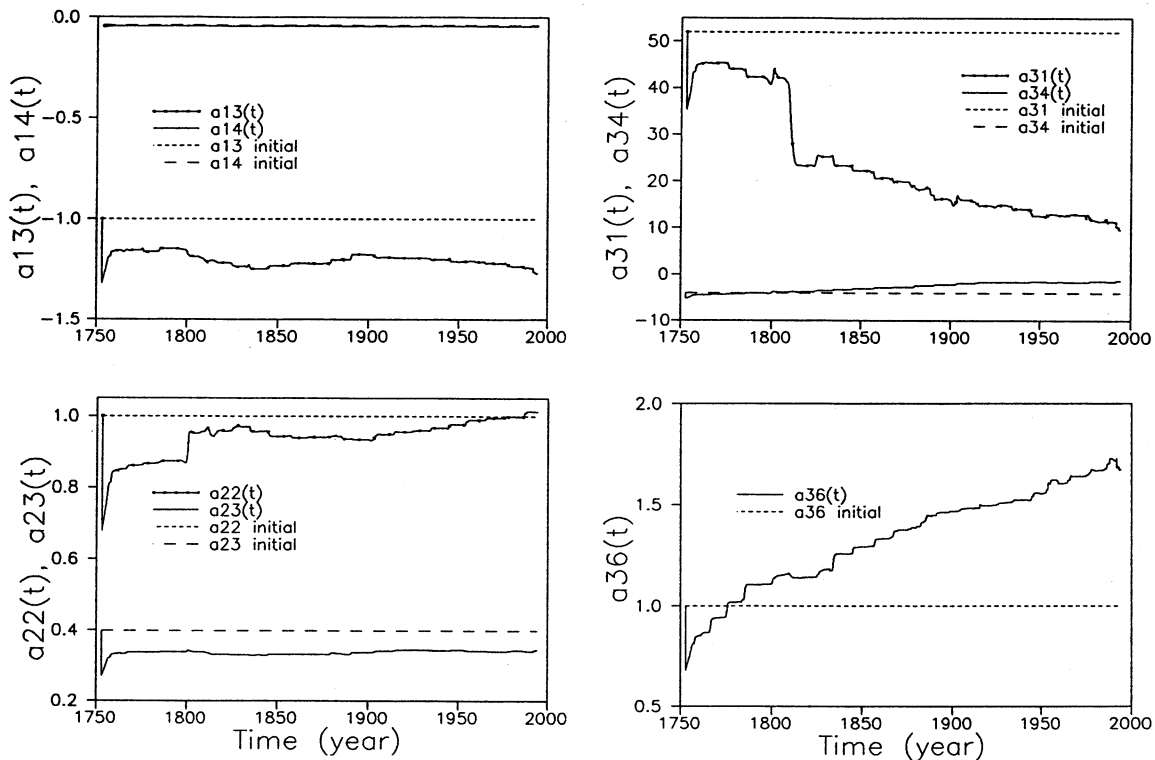 0.0
−0.5
−1.0
−1.5
a13(t), a14(t)
a13(t)
a14(t)
a13 initial
a14 initial
1750 1800 1850 1900 1950 2000
50
40
30
20
10
0
−10
a31(t), a34(t)
a31(t)
a34(t)
a31 initial
a34 initial
1750 1800 1850 1900 1950 2000
1.0
0.8
0.6
0.4
0.2
a22(t), a23(t)
a22(t)
a23(t)
a22 initial
a23 initial
1750 1800 1850 1900 1950 2000
Time (year)
2.0
1.5
1.0
0.5
a36(t)
a36(t)
a36 initial
1750 1800 1850 1900 1950 2000
Time (year)